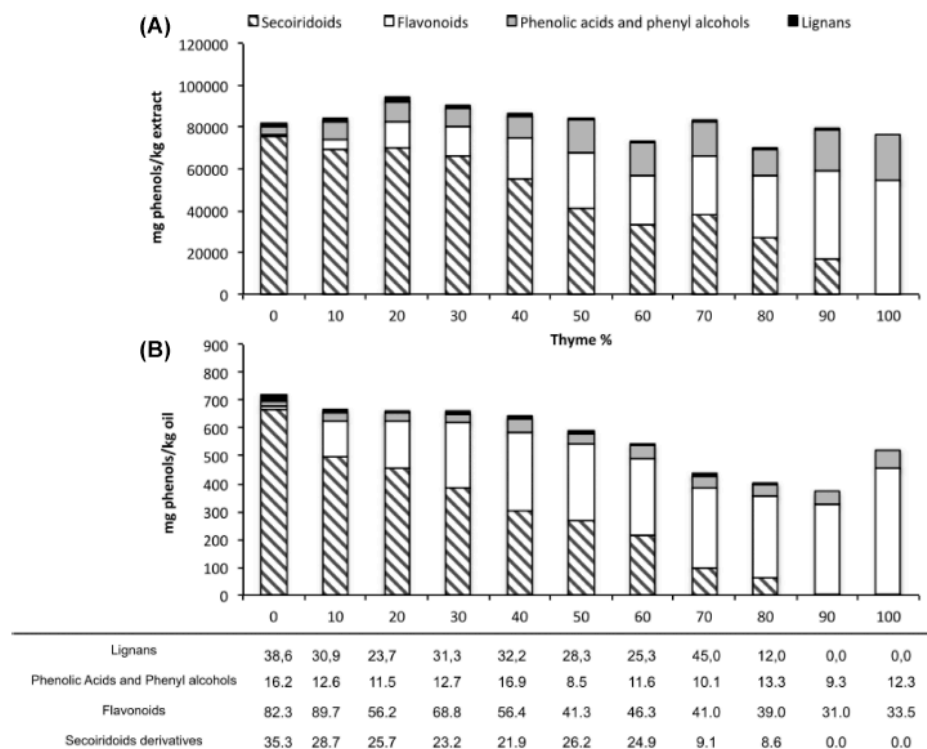 (A)
Secoiridoids Flavonoids Phenolic acids and phenyl alcohols Lignans
mg phenols/kg extract
120000
100000
80000
60000
40000
20000
0
0 10 20 30 40 50 60 70 80 90 100
Thyme %
(B)
mg phenols/kg oil
900
800
700
600
500
400
300
200
100
0
0 10 20 30 40 50 60 70 80 90 100
Lignans 38,6 30,9 23,7 31,3 32,2 28,3 25,3 45,0 12,0 0,0 0,0
Phenolic Acids and Phenyl alcohols 16.2 12.6 11.5 12.7 16.9 8.5 11.6 10.1 13.3 9.3 12.3
Flavonoids 82.3 89.7 56.2 68.8 56.4 41.3 46.3 41.0 39.0 31.0 33.5
Secoiridoids derivatives 35.3 28.7 25.7 23.2 21.9 26.2 24.9 9.1 8.6 0.0 0.0